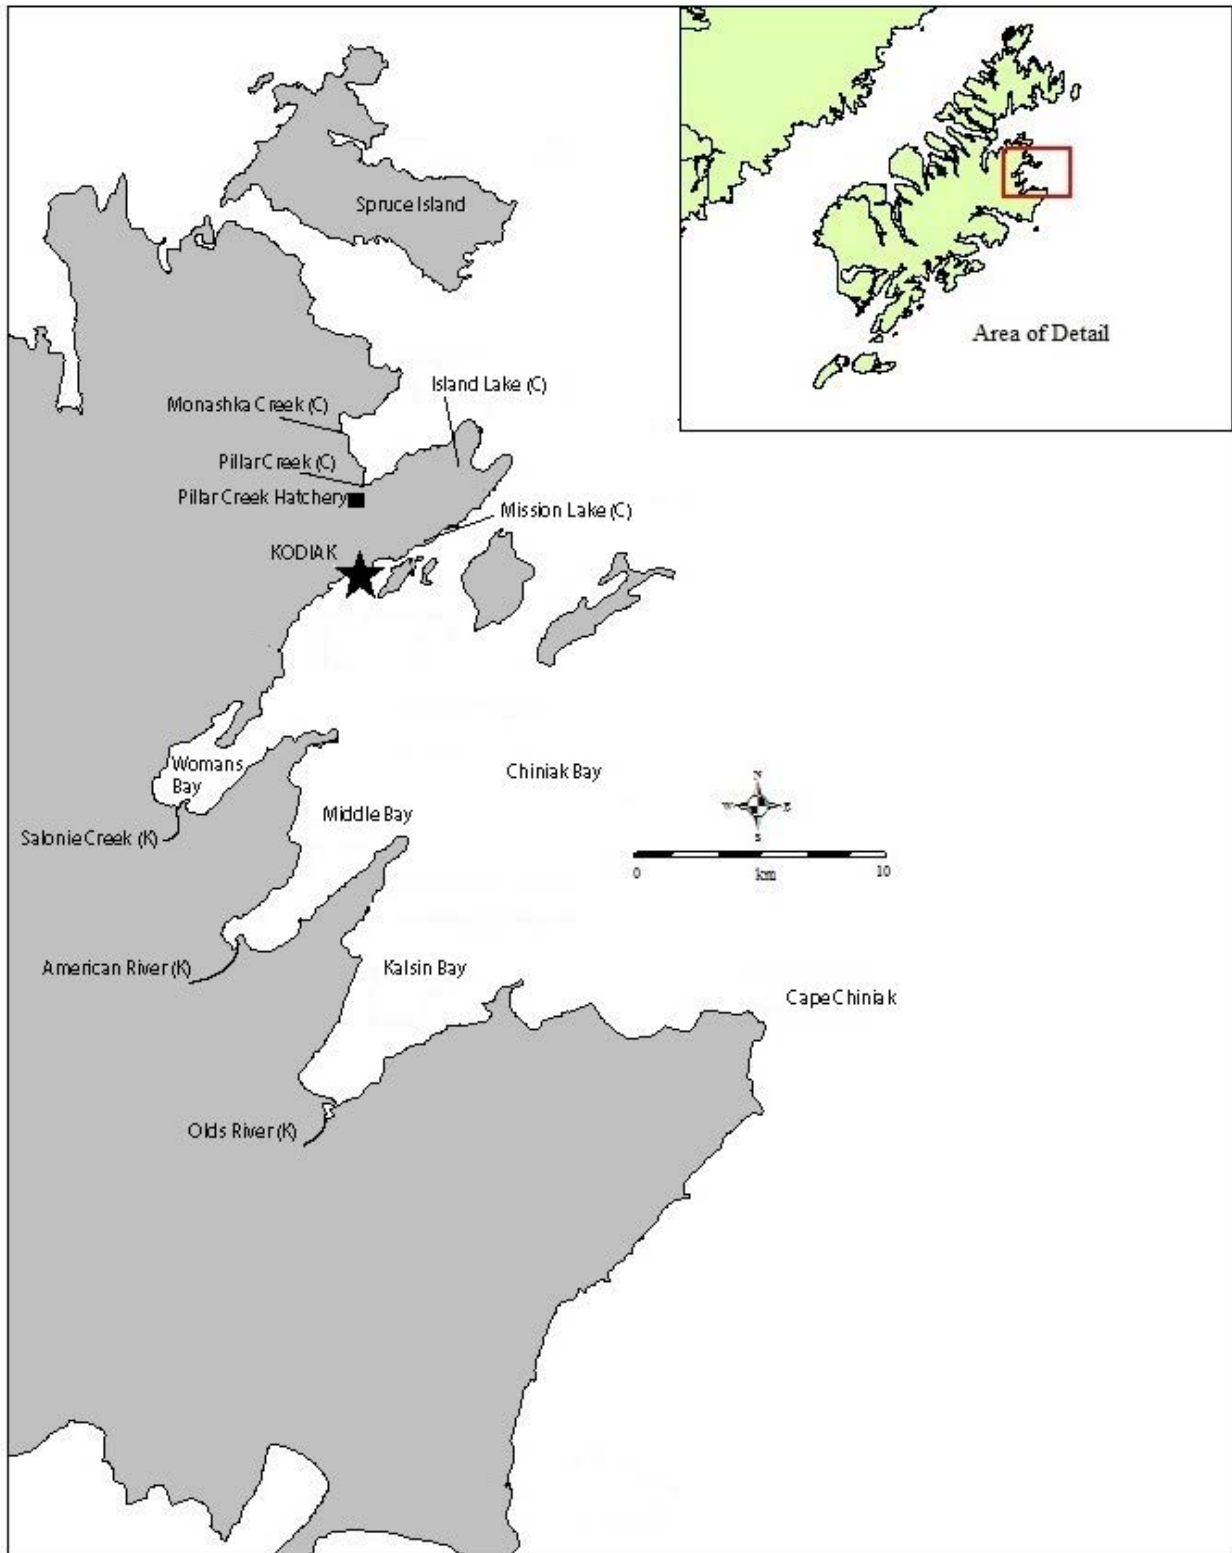 Spruce Island
Area of Detail
Island Lake (C)
Monashka Creek (C)
Pillar Creek (C)
Pillar Creek Hatchery
Mission Lake (C)
KODIAK
Womans
Bay
Chiniak Bay
N
W
E
S
Middle Bay
Salonie Creek (K)
0
km
10
American River (K)
Kalsin Bay
Cape Chiniak
Olds River (K)